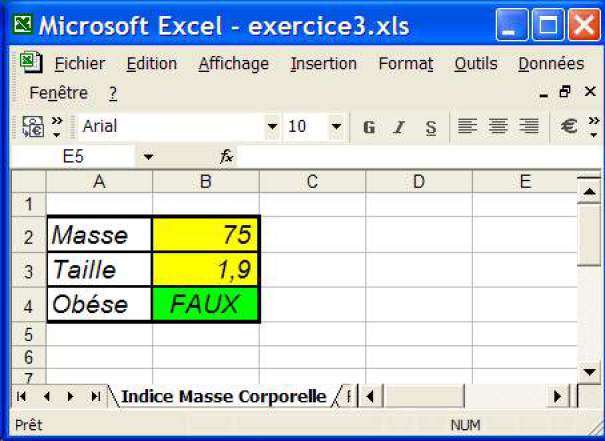 Microsoft Excel - exercice3.xls
Fichier Edition Affichage Insertion Format Outils Données
Fenêtre ?
Arial 10 G I S €
E5 fx
A B C D E
1
2 Masse 75
3 Taille 1,9
4 Obése FAUX
5
6
7
Indice Masse Corporelle
Prêt NUM